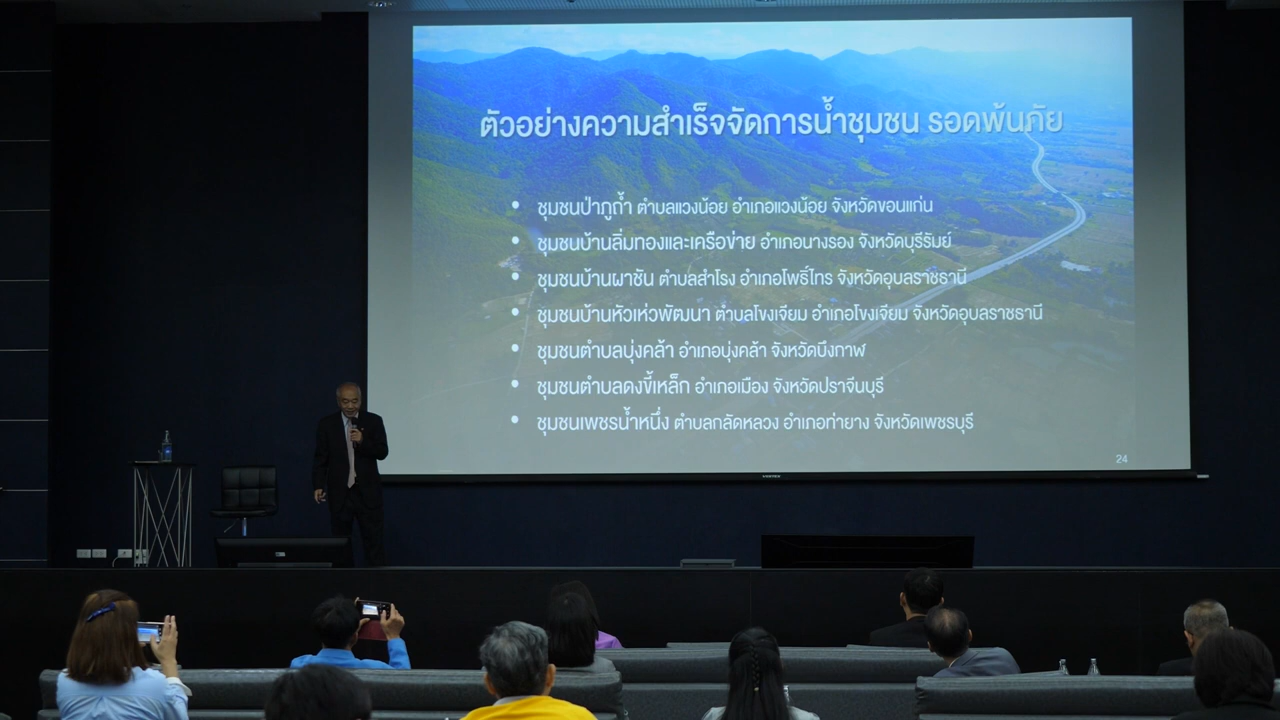 ตัวอย่างความสำเร็จจัดการน้ำชุมชน รอดพ้นภัย
• ชุมชนป่าภูถ้ำ ตำบลแวงน้อย อำเภอแวงน้อย จังหวัดขอนแก่น
• ชุมชนบ้านลิ่มทองและเครือข่าย อำเภอนางรอง จังหวัดบุรีรัมย์
• ชุมชนบ้านผาชัน ตำบลสำโรง อำเภอโพธิ์ไทร จังหวัดอุบลราชธานี
• ชุมชนบ้านหัวเห่วพัฒนา ตำบลโขงเจียม อำเภอโขงเจียม จังหวัดอุบลราชธานี
• ชุมชนตำบลบุ่งคล้า อำเภอบุ่งคล้า จังหวัดบึงกาฬ
• ชุมชนตำบลดงขี้เหล็ก อำเภอเมือง จังหวัดปราจีนบุรี
• ชุมชนเพชรน้ำหนึ่ง ตำบลกลัดหลวง อำเภอท่ายาง จังหวัดเพชรบุรี
24